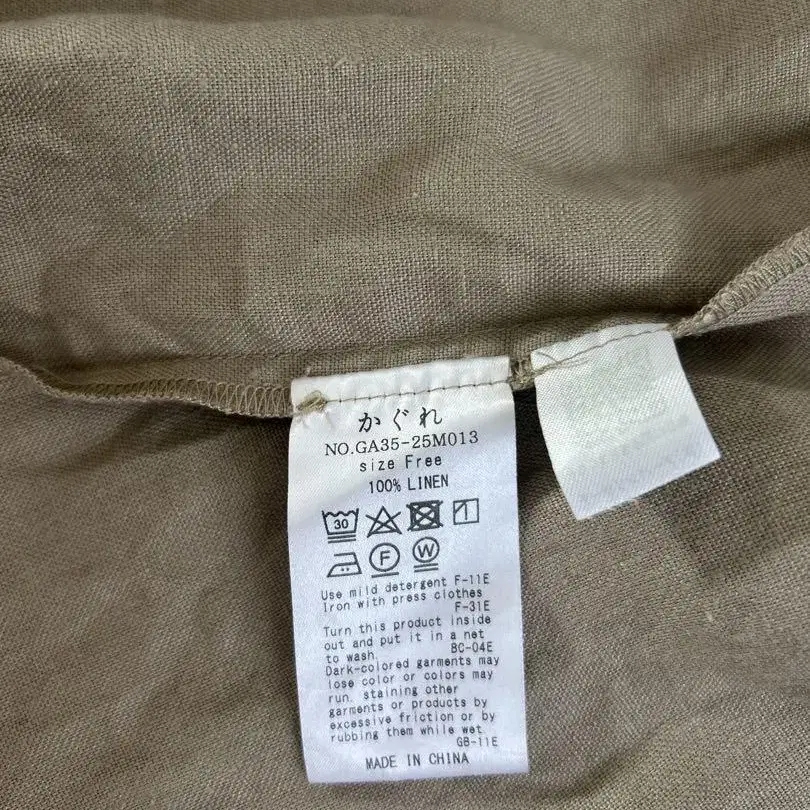 かぐれ
NO.GA35-25M013
size Free
100% LINEN
30
F W
Use mild detergent F-11E
Iron with press clothes
F-31E
Turn this product inside
out and put it in a net
to wash. BC-04E
Dark-colored garments may
lose color or colors may
run. staining other
garments or products by
excessive friction or by
rubbing them while wet.
GB-11E
MADE IN CHINA